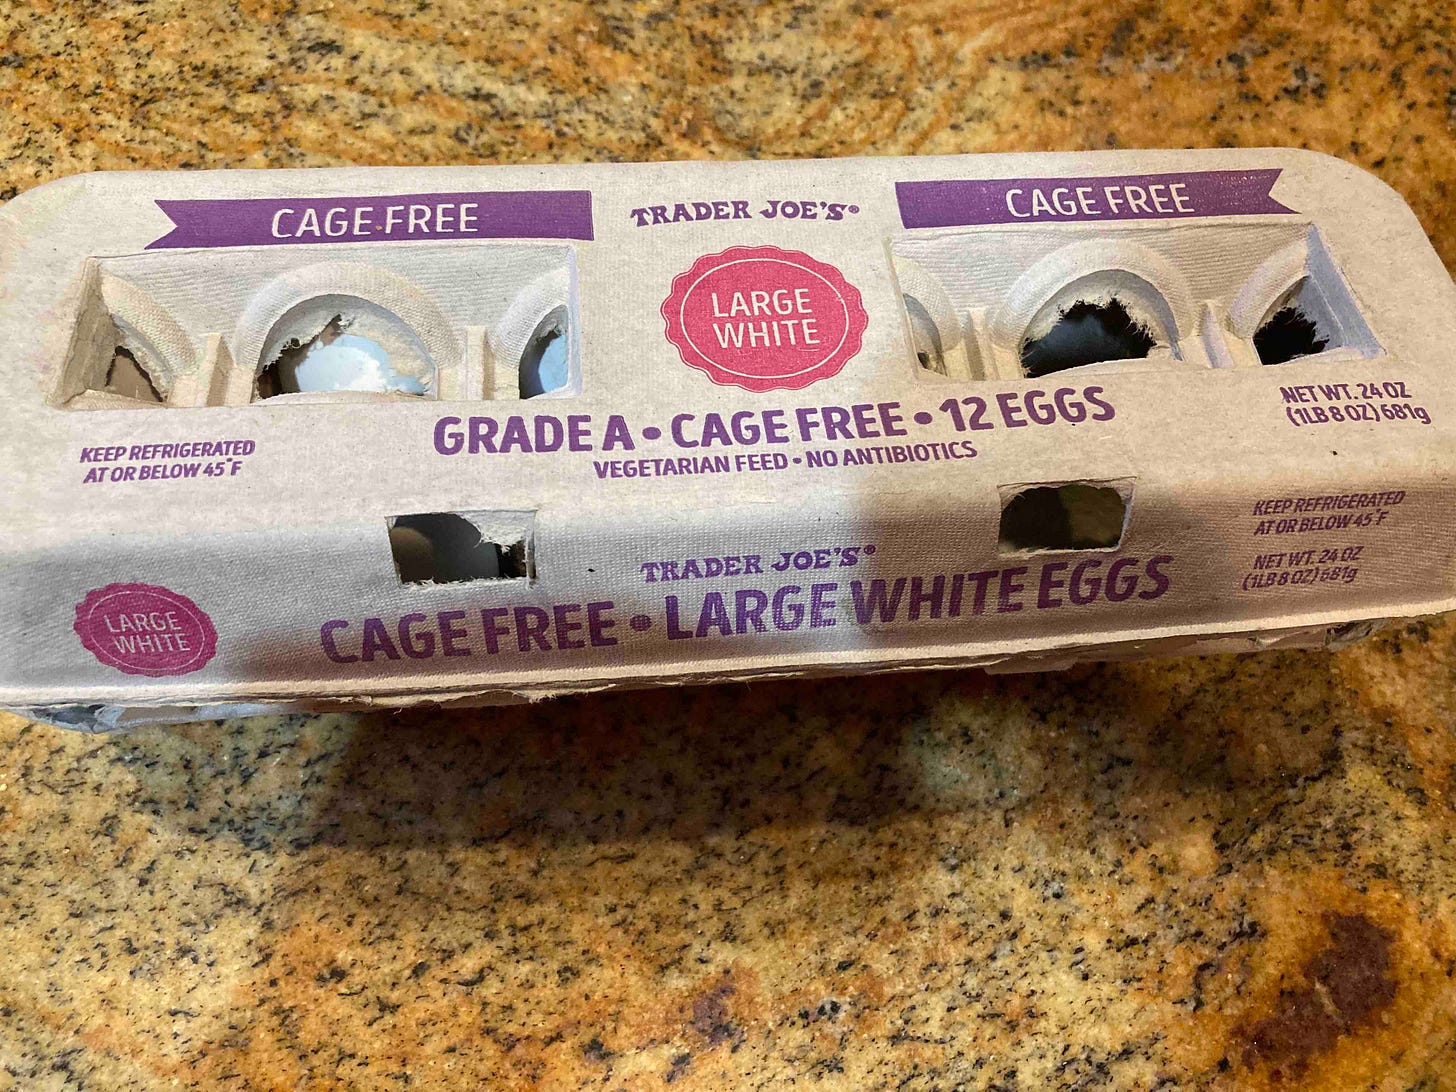 CAGE FREE
TRADER JOE'S®
CAGE FREE
LARGE
WHITE
GRADE A • CAGE FREE • 12 EGGS
VEGETARIAN FEED • NO ANTIBIOTICS
NET WT. 24 OZ
(1LB 8 OZ) 681g
KEEP REFRIGERATED
AT OR BELOW 45°F
TRADER JOE'S®
CAGE FREE • LARGE WHITE EGGS
LARGE
WHITE
KEEP REFRIGERATED
AT OR BELOW 45°F
NET WT. 24 OZ
(1LB 8 OZ) 681g